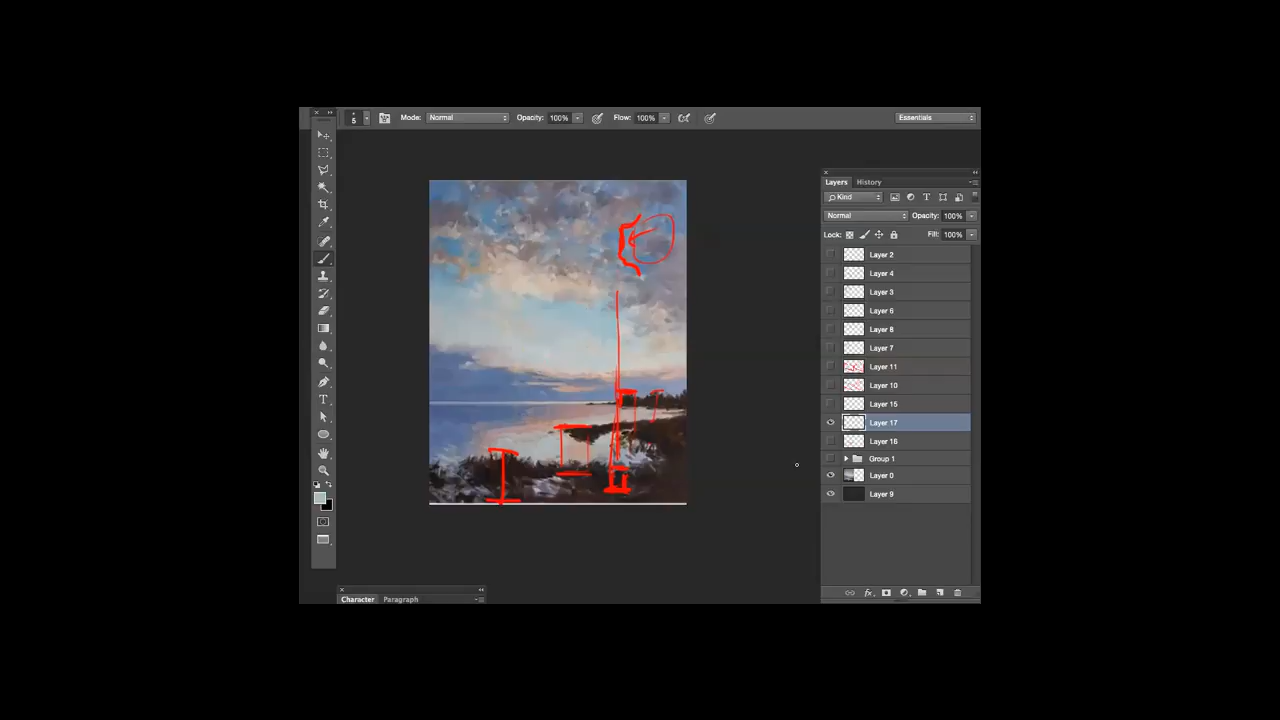 5 Mode: Normal Opacity: 100% Flow: 100% Essentials
Layers History
Kind
Normal Opacity: 100%
Lock: Fill: 100%
Layer 2
Layer 4
Layer 3
Layer 6
Layer 8
Layer 7
Layer 11
Layer 10
Layer 15
Layer 17
Layer 16
Group 1
Layer 0
Layer 9
Character Paragraph